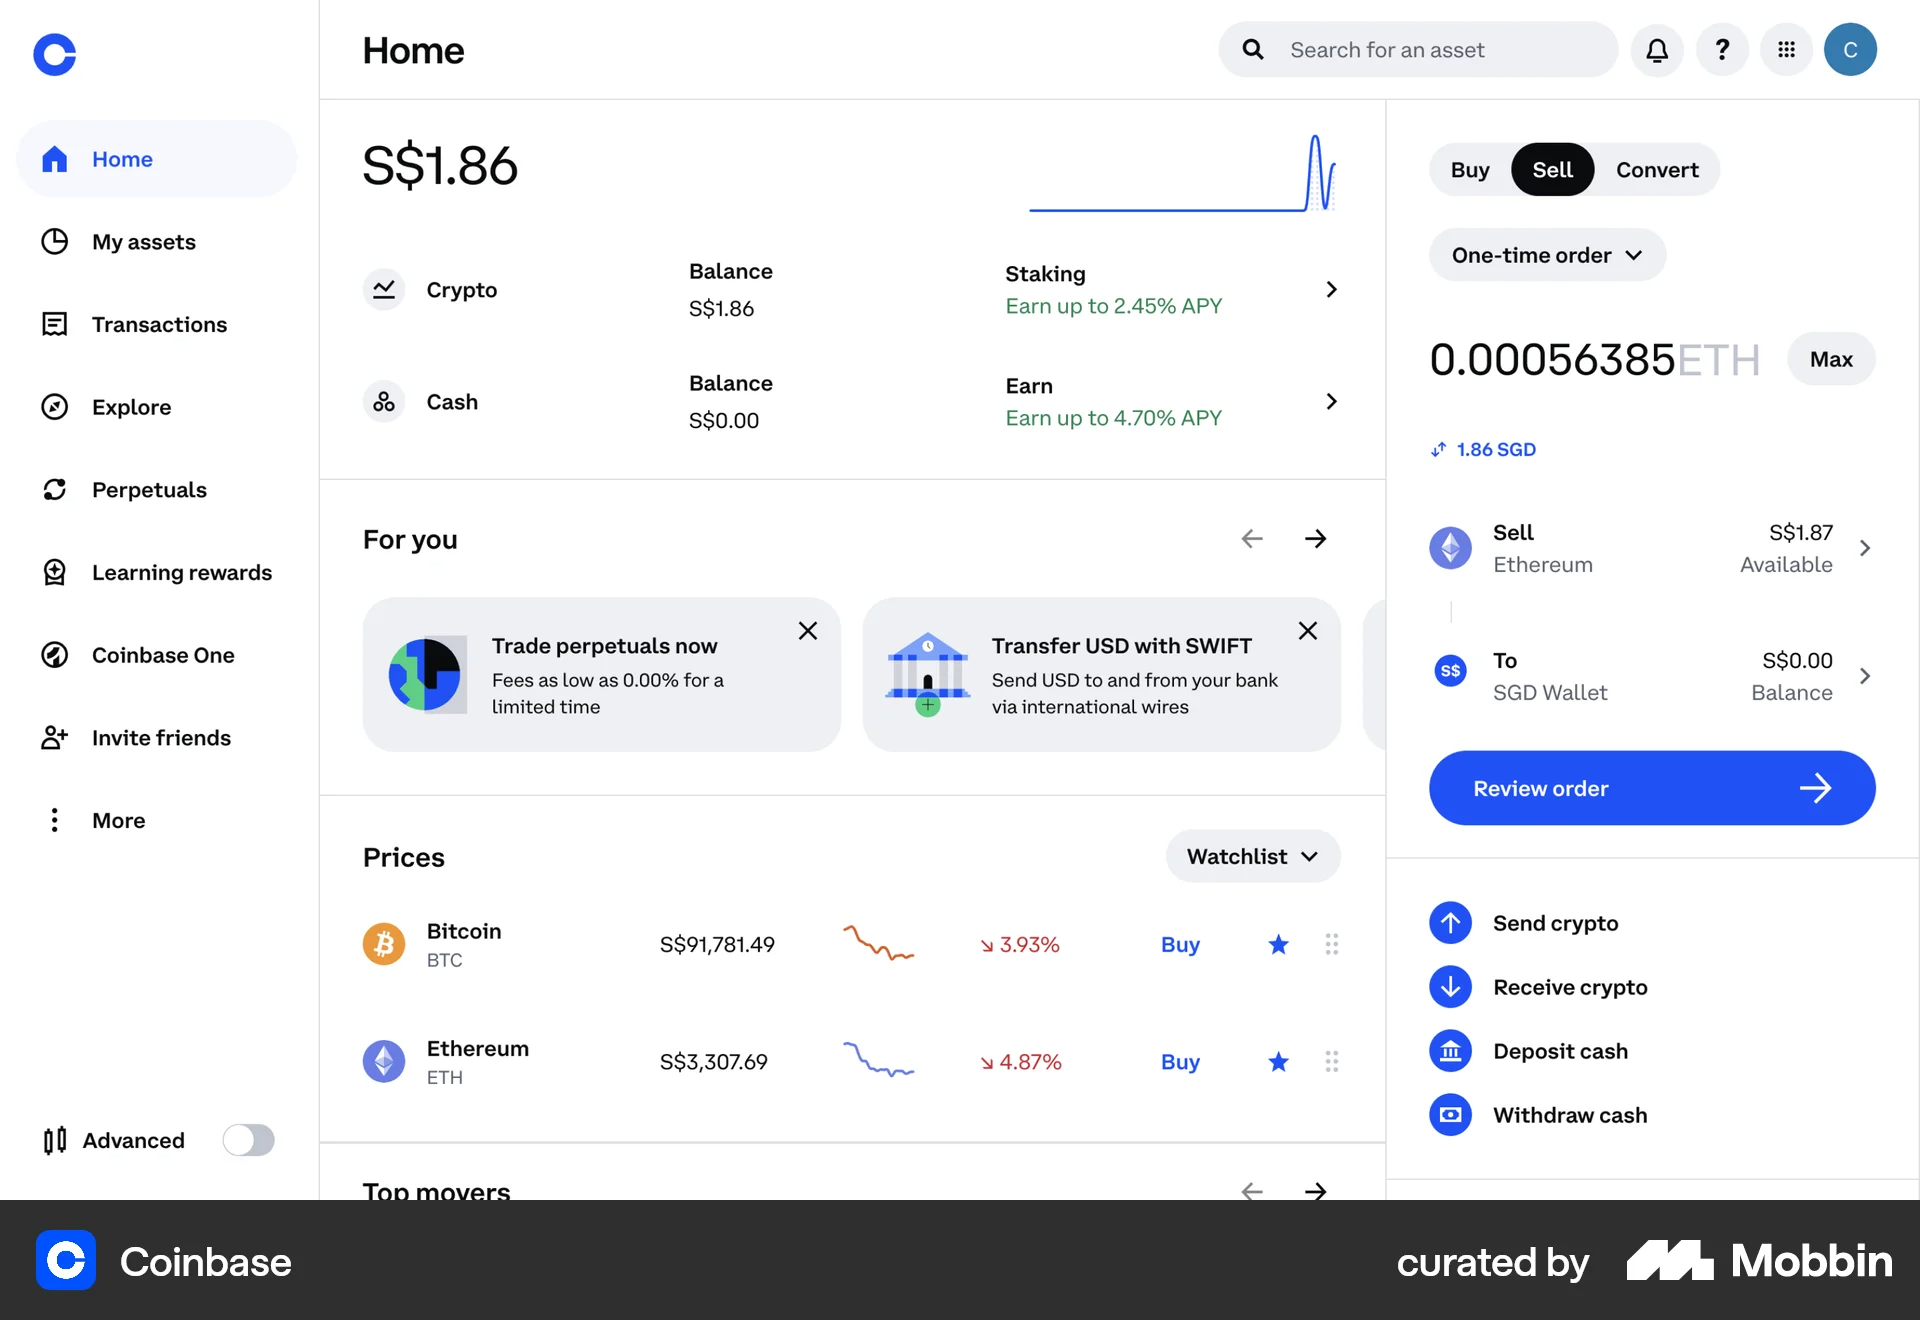 Home
Search for an asset
?
C
Home
My assets
Transactions
Explore
Perpetuals
Learning rewards
Coinbase One
Invite friends
More
Advanced
S$1.86
Crypto
Balance
S$1.86
Staking
Earn up to 2.45% APY
Cash
Balance
S$0.00
Earn
Earn up to 4.70% APY
For you
Trade perpetuals now
Fees as low as 0.00% for a
limited time
Transfer USD with SWIFT
Send USD to and from your bank
via international wires
Prices
Watchlist
Bitcoin
BTC
S$91,781.49
3.93%
Buy
Ethereum
ETH
S$3,307.69
4.87%
Buy
Top movers
Buy
Sell
Convert
One-time order
0.00056385ETH
Max
1.86 SGD
Sell
Ethereum
S$1.87
Available
S$
To
SGD Wallet
S$0.00
Balance
Review order
Send crypto
Receive crypto
Deposit cash
Withdraw cash
Coinbase
curated by
Mobbin